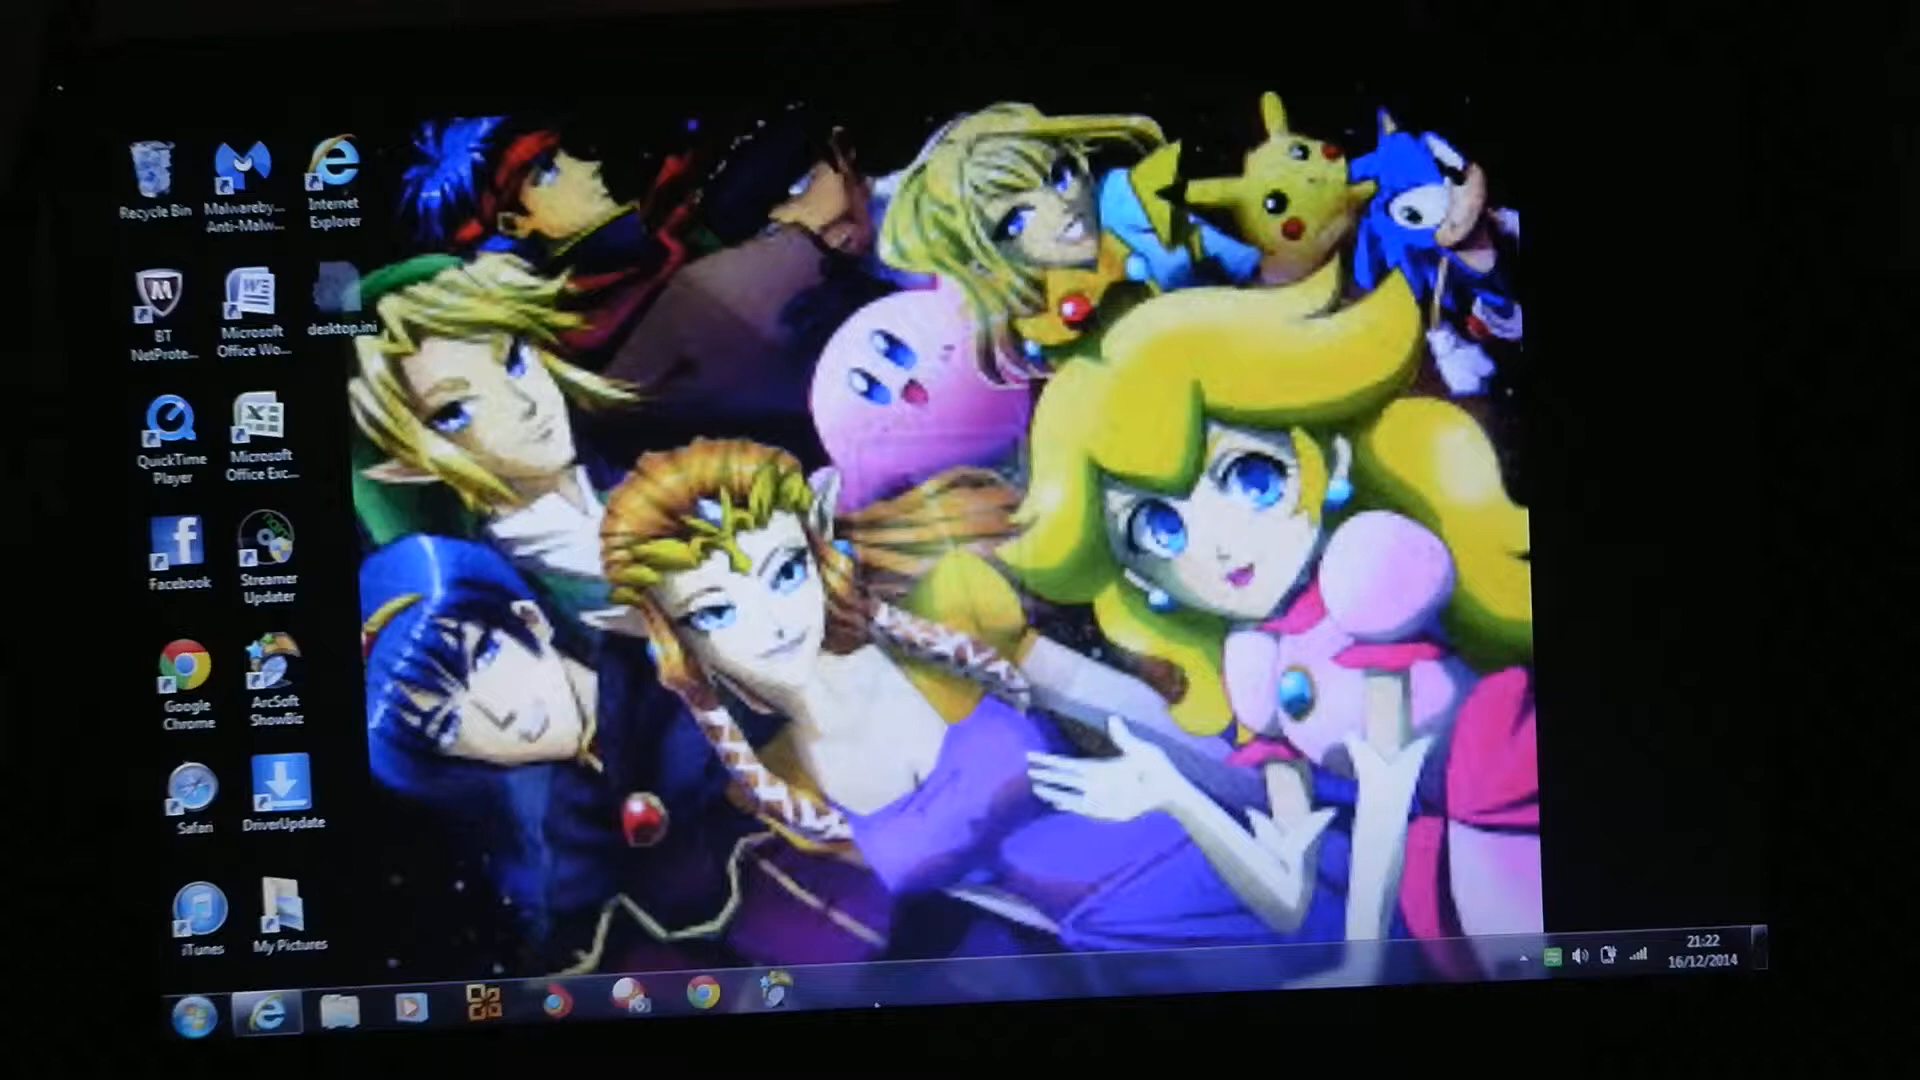 Recycle Bin
Malwareby...
Anti-Malw...
Internet
Explorer
BT
NetProte...
Microsoft
Office Wo...
desktop.ini
QuickTime
Player
Microsoft
Office Exc...
Facebook
Streamer
Updater
Google
Chrome
ArcSoft
ShowBiz
Safari
DriverUpdate
iTunes
My Pictures
21:22
16/12/2014